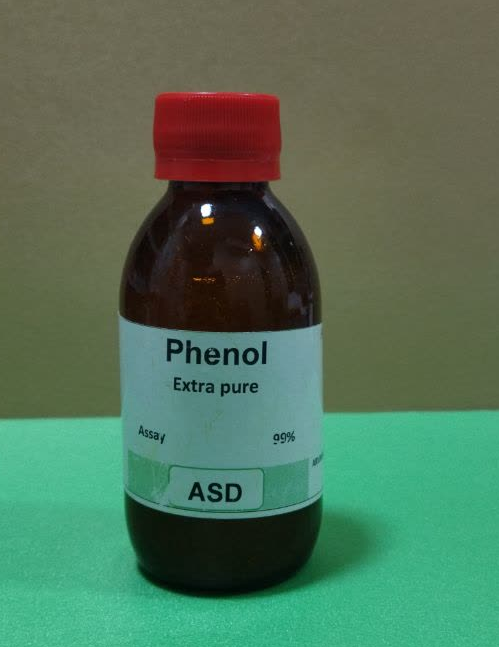 Phenol
Extra pure
Assay 99%
ASD